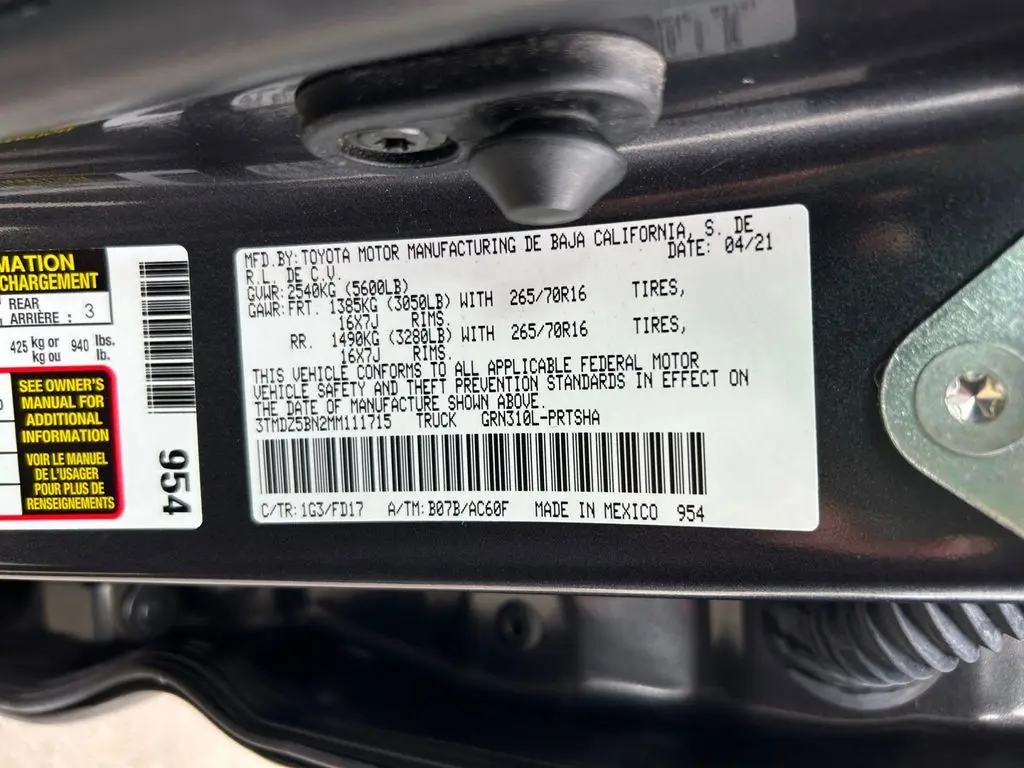 MATION
CHARGEMENT
REAR
ARRIÈRE : 3
425 kg or 940 lbs.
kg ou lb.
SEE OWNER'S
MANUAL FOR
ADDITIONAL
INFORMATION
VOIR LE MANUEL
DE L'USAGER
POUR PLUS DE
RENSEIGNEMENTS
954
MFD.BY:TOYOTA MOTOR MANUFACTURING DE BAJA CALIFORNIA, S. DE
R.L. DE C.V. DATE: 04/21
GVWR:2540KG (5600LB)
GAWR:FRT. 1385KG (3050LB) WITH 265/70R16 TIRES,
16X7J RIMS.
RR. 1490KG (3280LB) WITH 265/70R16 TIRES,
16X7J RIMS.
THIS VEHICLE CONFORMS TO ALL APPLICABLE FEDERAL MOTOR
VEHICLE SAFETY AND THEFT PREVENTION STANDARDS IN EFFECT ON
THE DATE OF MANUFACTURE SHOWN ABOVE.
3TMDZ5BN2MM111715 TRUCK GRN310L-PRTSHA
C/TR:1G3/FD17 A/TM:B07B/AC60F MADE IN MEXICO 954